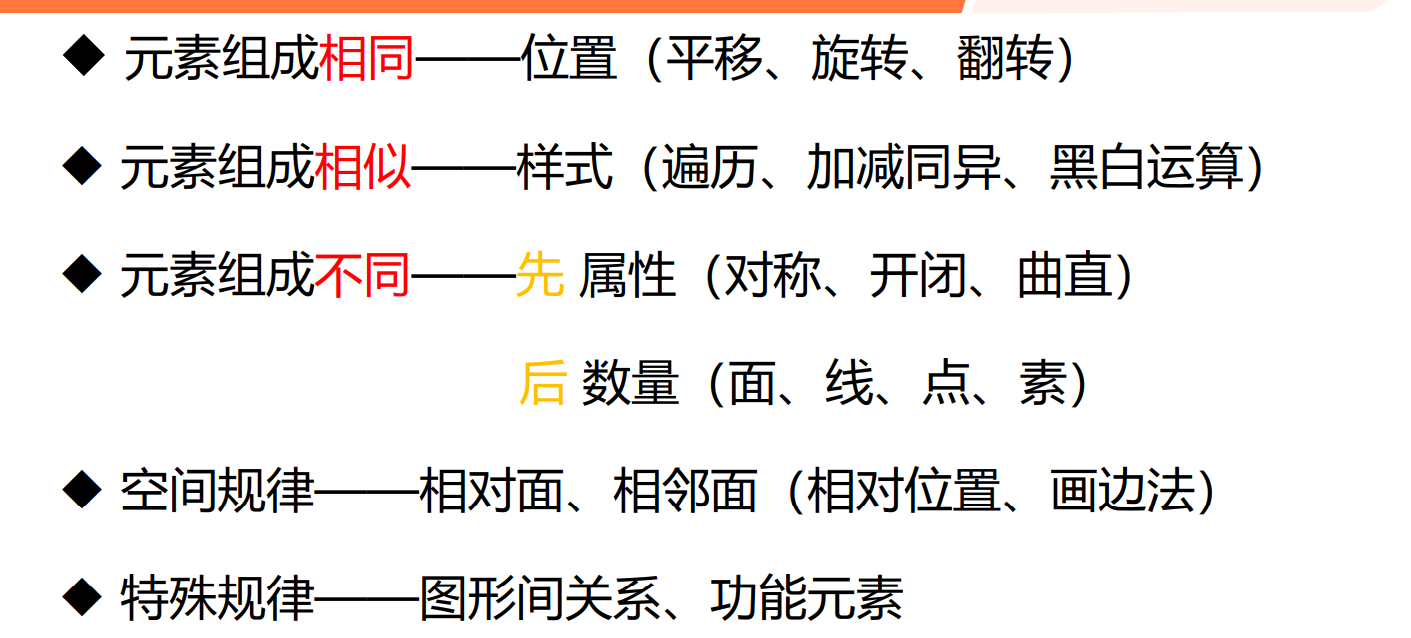 ◆ 元素组成相同——位置（平移、旋转、翻转）
◆ 元素组成相似——样式（遍历、加减同异、黑白运算）
◆ 元素组成不同——先 属性（对称、开闭、曲直）
后 数量（面、线、点、素）
◆ 空间规律——相对面、相邻面（相对位置、画边法）
◆ 特殊规律——图形间关系、功能元素